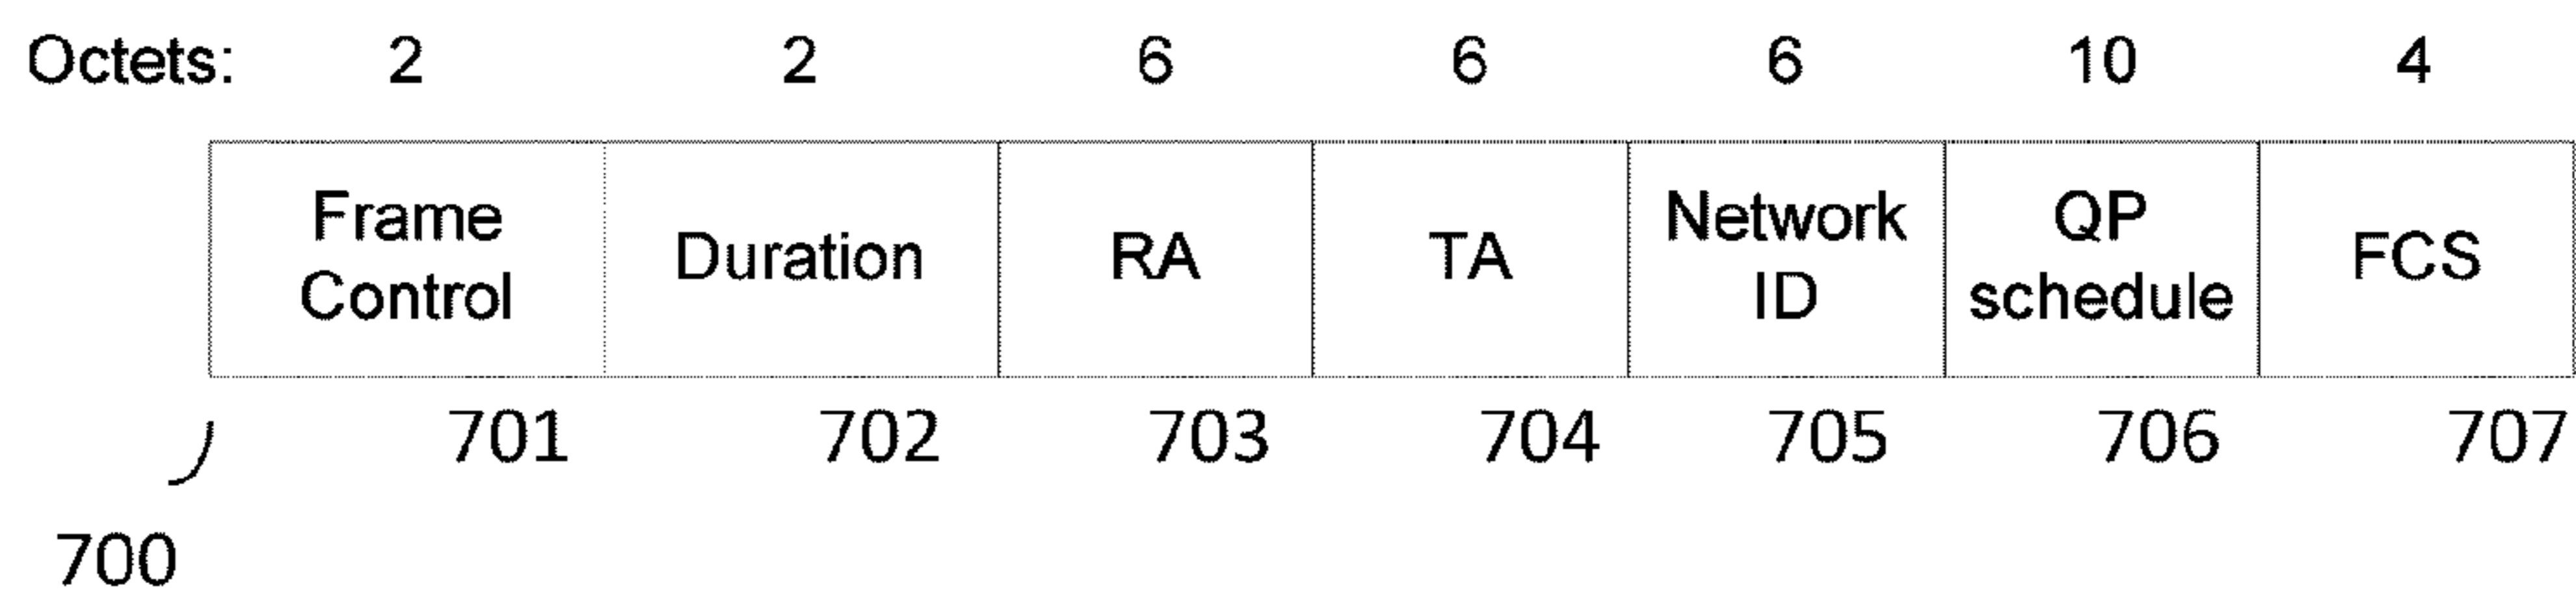 Octets: 2 2 6 6 6 10 4
Frame Control Duration RA TA Network ID QP schedule FCS
701 702 703 704 705 706 707
700